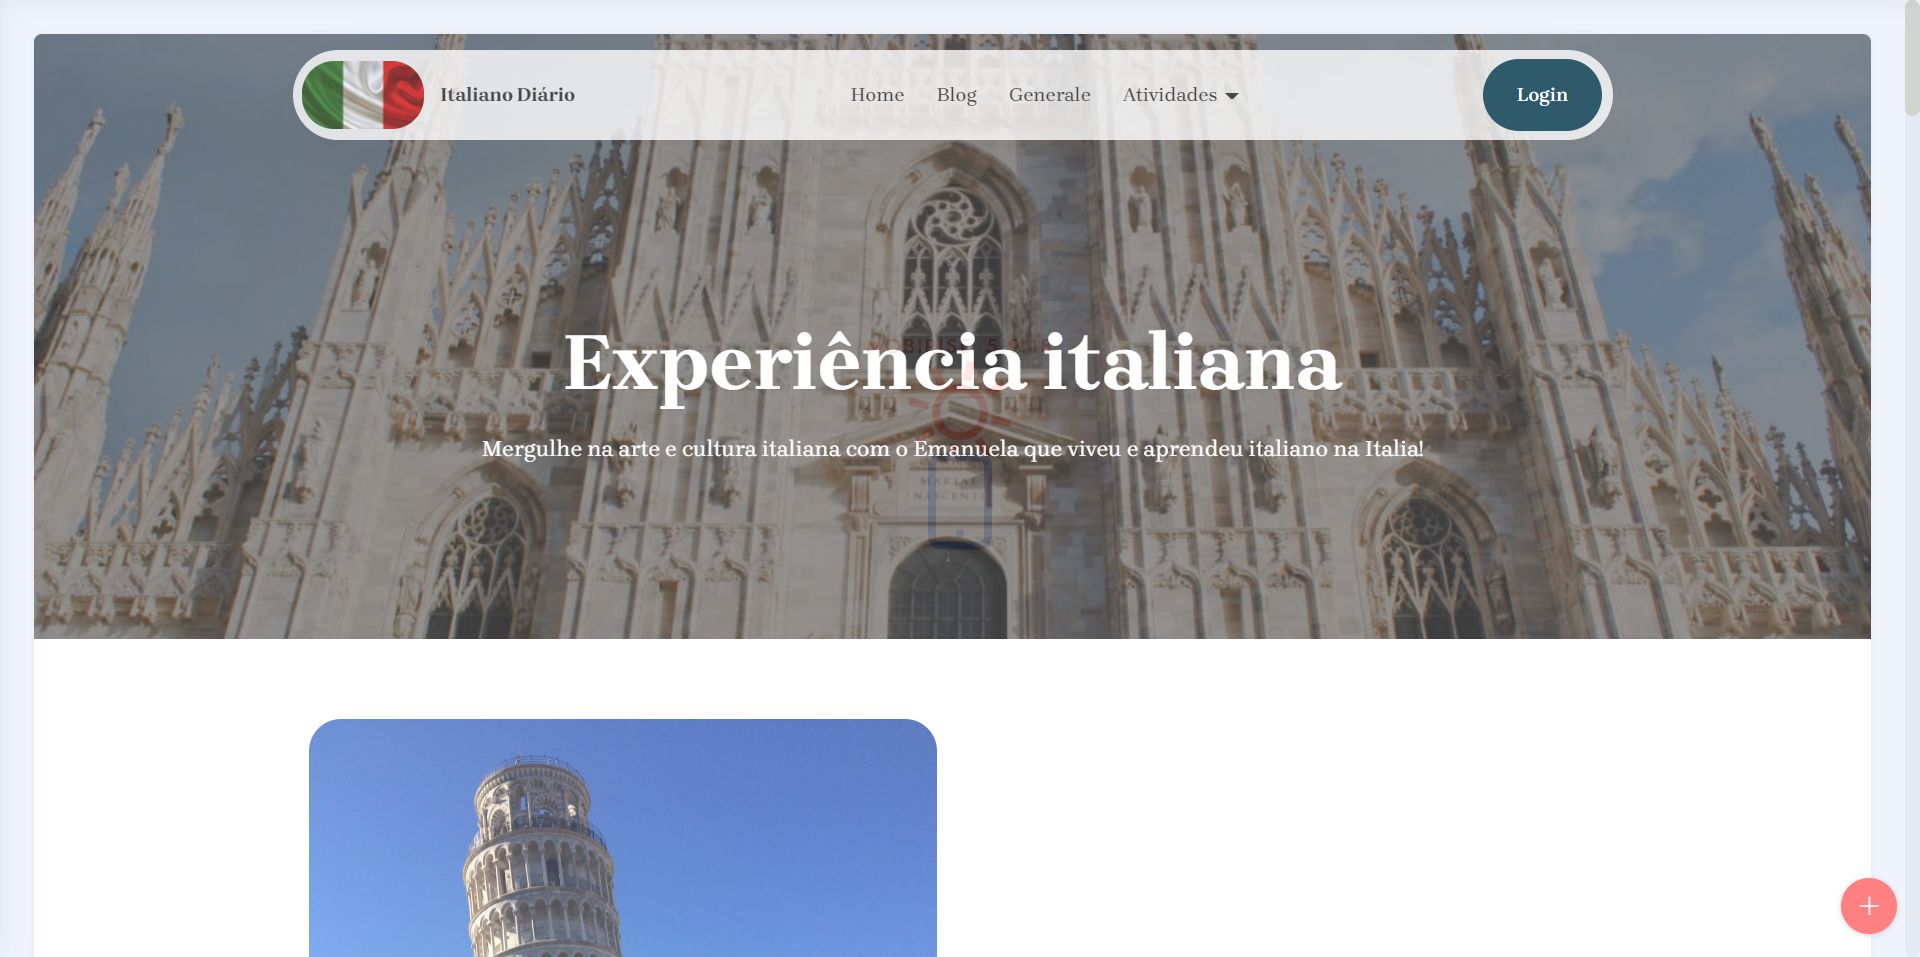 Italiano Diário
Home
Blog
Generale
Atividades
Login
Experiência italiana
Mergulhe na arte e cultura italiana com o Emanuela que viveu e aprendeu italiano na Italia!
MARIAE